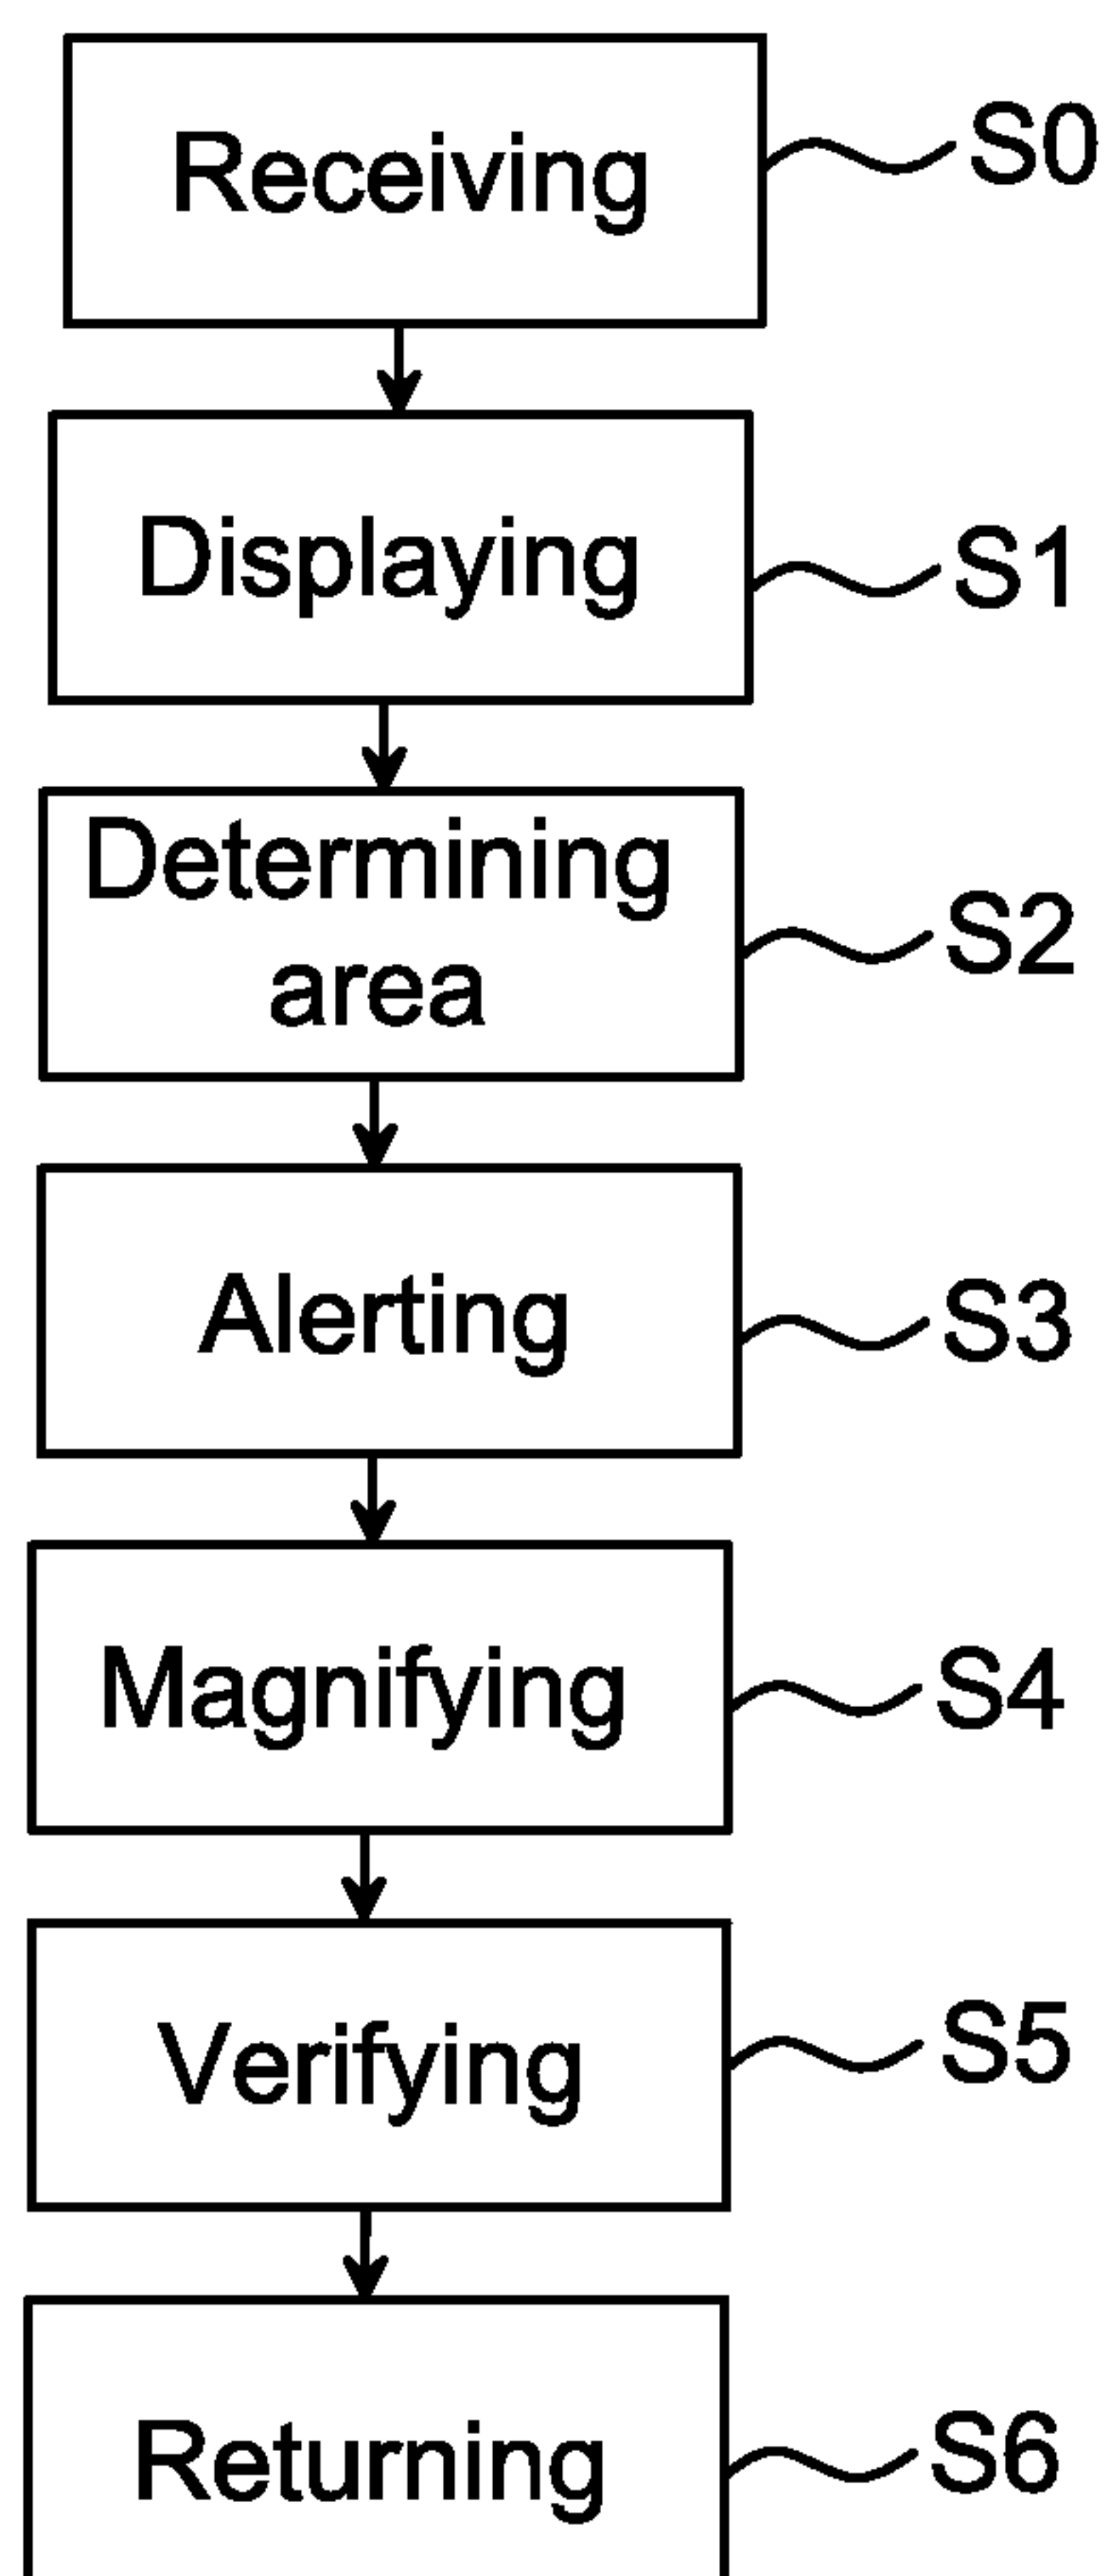 Receiving
S0
Displaying
S1
Determining
area
S2
Alerting
S3
Magnifying
S4
Verifying
S5
Returning
S6